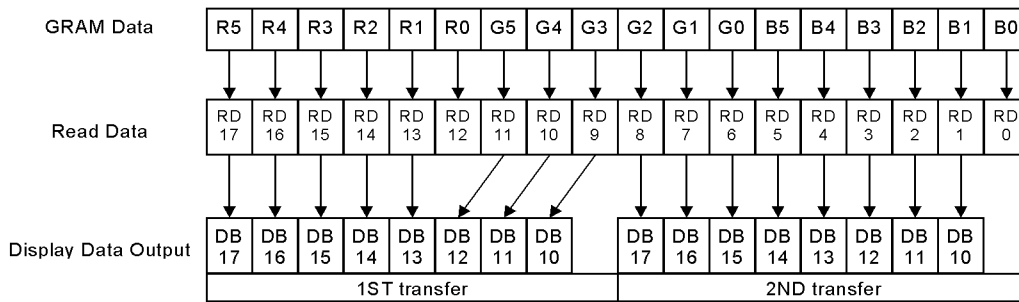 GRAM Data R5 R4 R3 R2 R1 R0 G5 G4 G3 G2 G1 G0 B5 B4 B3 B2 B1 B0
Read Data RD 17 RD 16 RD 15 RD 14 RD 13 RD 12 RD 11 RD 10 RD 9 RD 8 RD 7 RD 6 RD 5 RD 4 RD 3 RD 2 RD 1 RD 0
Display Data Output DB 17 DB 16 DB 15 DB 14 DB 13 DB 12 DB 11 DB 10 DB 17 DB 16 DB 15 DB 14 DB 13 DB 12 DB 11 DB 10
1ST transfer 2ND transfer